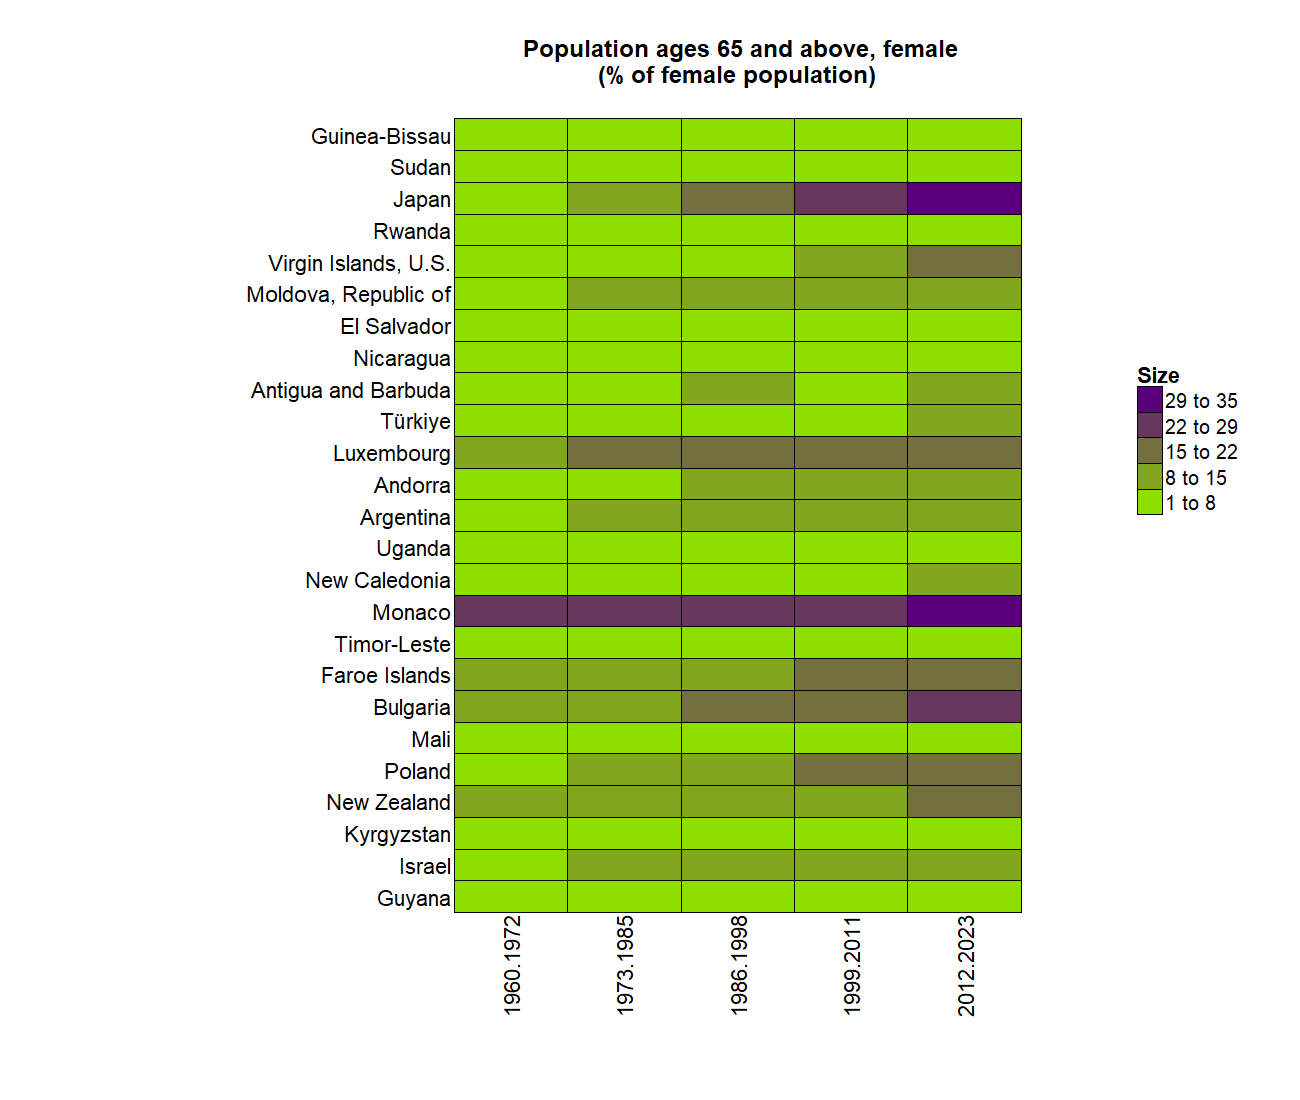 Population ages 65 and above, female
(% of female population)
Guinea-Bissau
Sudan
Japan
Rwanda
Virgin Islands, U.S.
Moldova, Republic of
El Salvador
Nicaragua
Antigua and Barbuda
Türkiye
Luxembourg
Andorra
Argentina
Uganda
New Caledonia
Monaco
Timor-Leste
Faroe Islands
Bulgaria
Mali
Poland
New Zealand
Kyrgyzstan
Israel
Guyana
1960.1972
1973.1985
1986.1998
1999.2011
2012.2023
Size
29 to 35
22 to 29
15 to 22
8 to 15
1 to 8